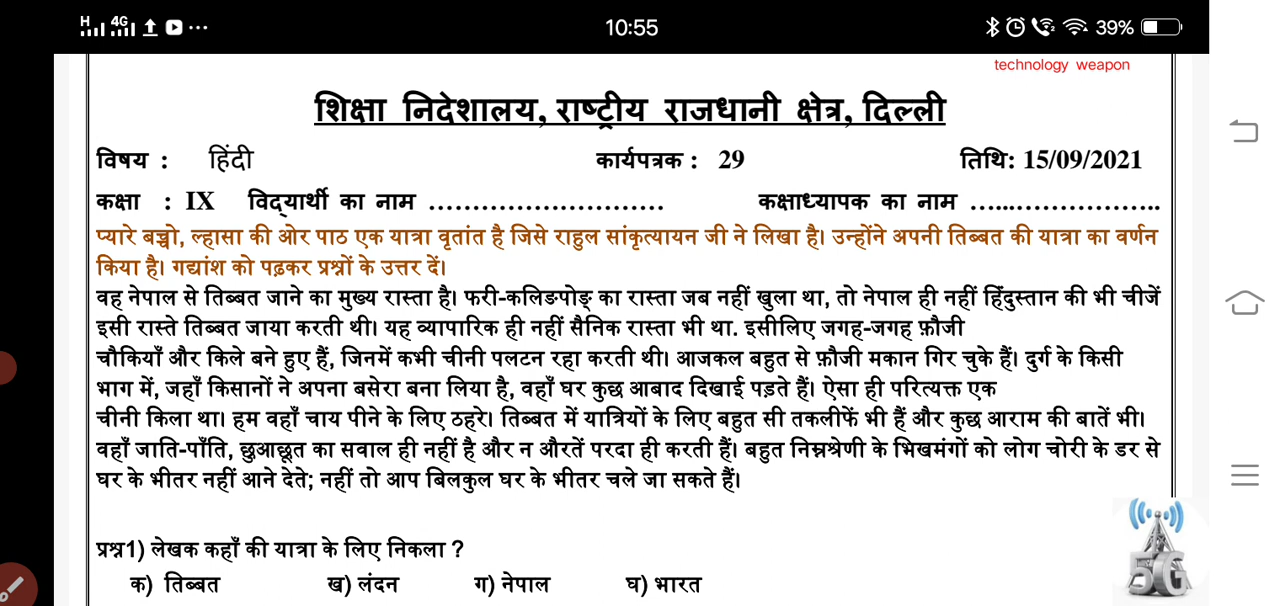 H 4G 10:55 39%
technology weapon
शिक्षा निदेशालय, राष्ट्रीय राजधानी क्षेत्र, दिल्ली
विषय : हिंदी कार्यपत्रक : 29 तिथि: 15/09/2021
कक्षा : IX विद्यार्थी का नाम ........................... कक्षाध्यापक का नाम .......................
प्यारे बच्चो, ल्हासा की ओर पाठ एक यात्रा वृतांत है जिसे राहुल सांकृत्यायन जी ने लिखा है। उन्होंने अपनी तिब्बत की यात्रा का वर्णन
किया है। गद्यांश को पढ़कर प्रश्नों के उत्तर दें।
वह नेपाल से तिब्बत जाने का मुख्य रास्ता है। फरी-कलिङपोङ् का रास्ता जब नहीं खुला था, तो नेपाल ही नहीं हिंदुस्तान की भी चीजें
इसी रास्ते तिब्बत जाया करती थी। यह व्यापारिक ही नहीं सैनिक रास्ता भी था. इसीलिए जगह-जगह फ़ौजी
चौकियाँ और किले बने हुए हैं, जिनमें कभी चीनी पलटन रहा करती थी। आजकल बहुत से फ़ौजी मकान गिर चुके हैं। दुर्ग के किसी
भाग में, जहाँ किसानों ने अपना बसेरा बना लिया है, वहाँ घर कुछ आबाद दिखाई पड़ते हैं। ऐसा ही परित्यक्त एक
चीनी किला था। हम वहाँ चाय पीने के लिए ठहरे। तिब्बत में यात्रियों के लिए बहुत सी तकलीफें भी हैं और कुछ आराम की बातें भी।
वहाँ जाति-पाँति, छुआछूत का सवाल ही नहीं है और न औरतें परदा ही करती हैं। बहुत निम्नश्रेणी के भिखमंगों को लोग चोरी के डर से
घर के भीतर नहीं आने देते; नहीं तो आप बिलकुल घर के भीतर चले जा सकते हैं।
प्रश्न1) लेखक कहाँ की यात्रा के लिए निकला ?
क) तिब्बत ख) लंदन ग) नेपाल घ) भारत
5G